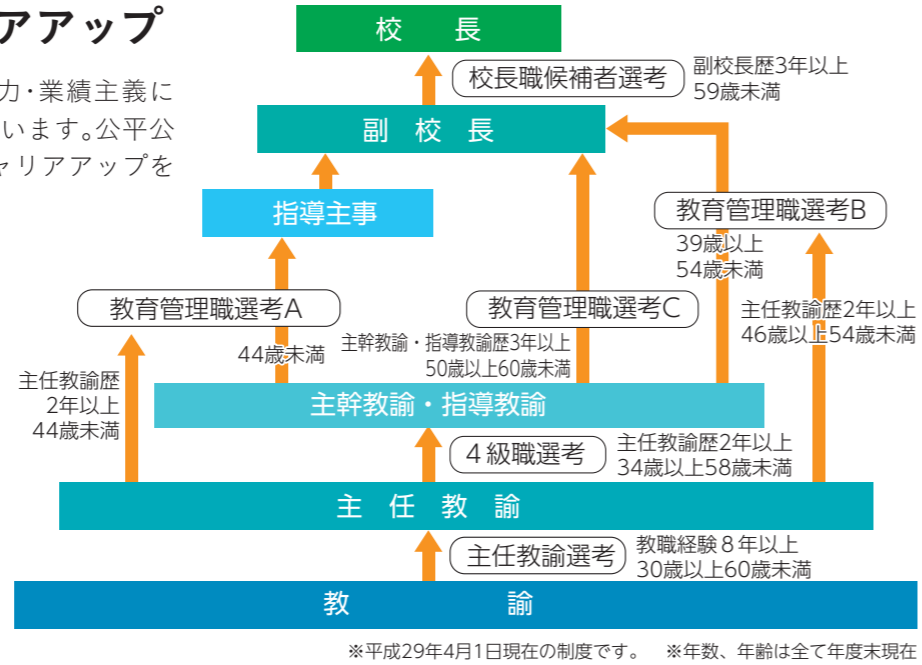 アアップ
力・業績主義に
います。公平公
ャリアアップを
校長
校長職候補者選考
副校長歴3年以上
59歳未満
副校長
指導主事
教育管理職選考B
39歳以上
54歳未満
教育管理職選考A
教育管理職選考C
主任教諭歴2年以上
46歳以上54歳未満
44歳未満
主幹教諭・指導教諭歴3年以上
50歳以上60歳未満
主任教諭歴
2年以上
44歳未満
主幹教諭・指導教諭
4級職選考
主任教諭歴2年以上
34歳以上58歳未満
主任教諭
主任教諭選考
教職経験8年以上
30歳以上60歳未満
教諭
※平成29年4月1日現在の制度です。 ※年数、年齢は全て年度末現在